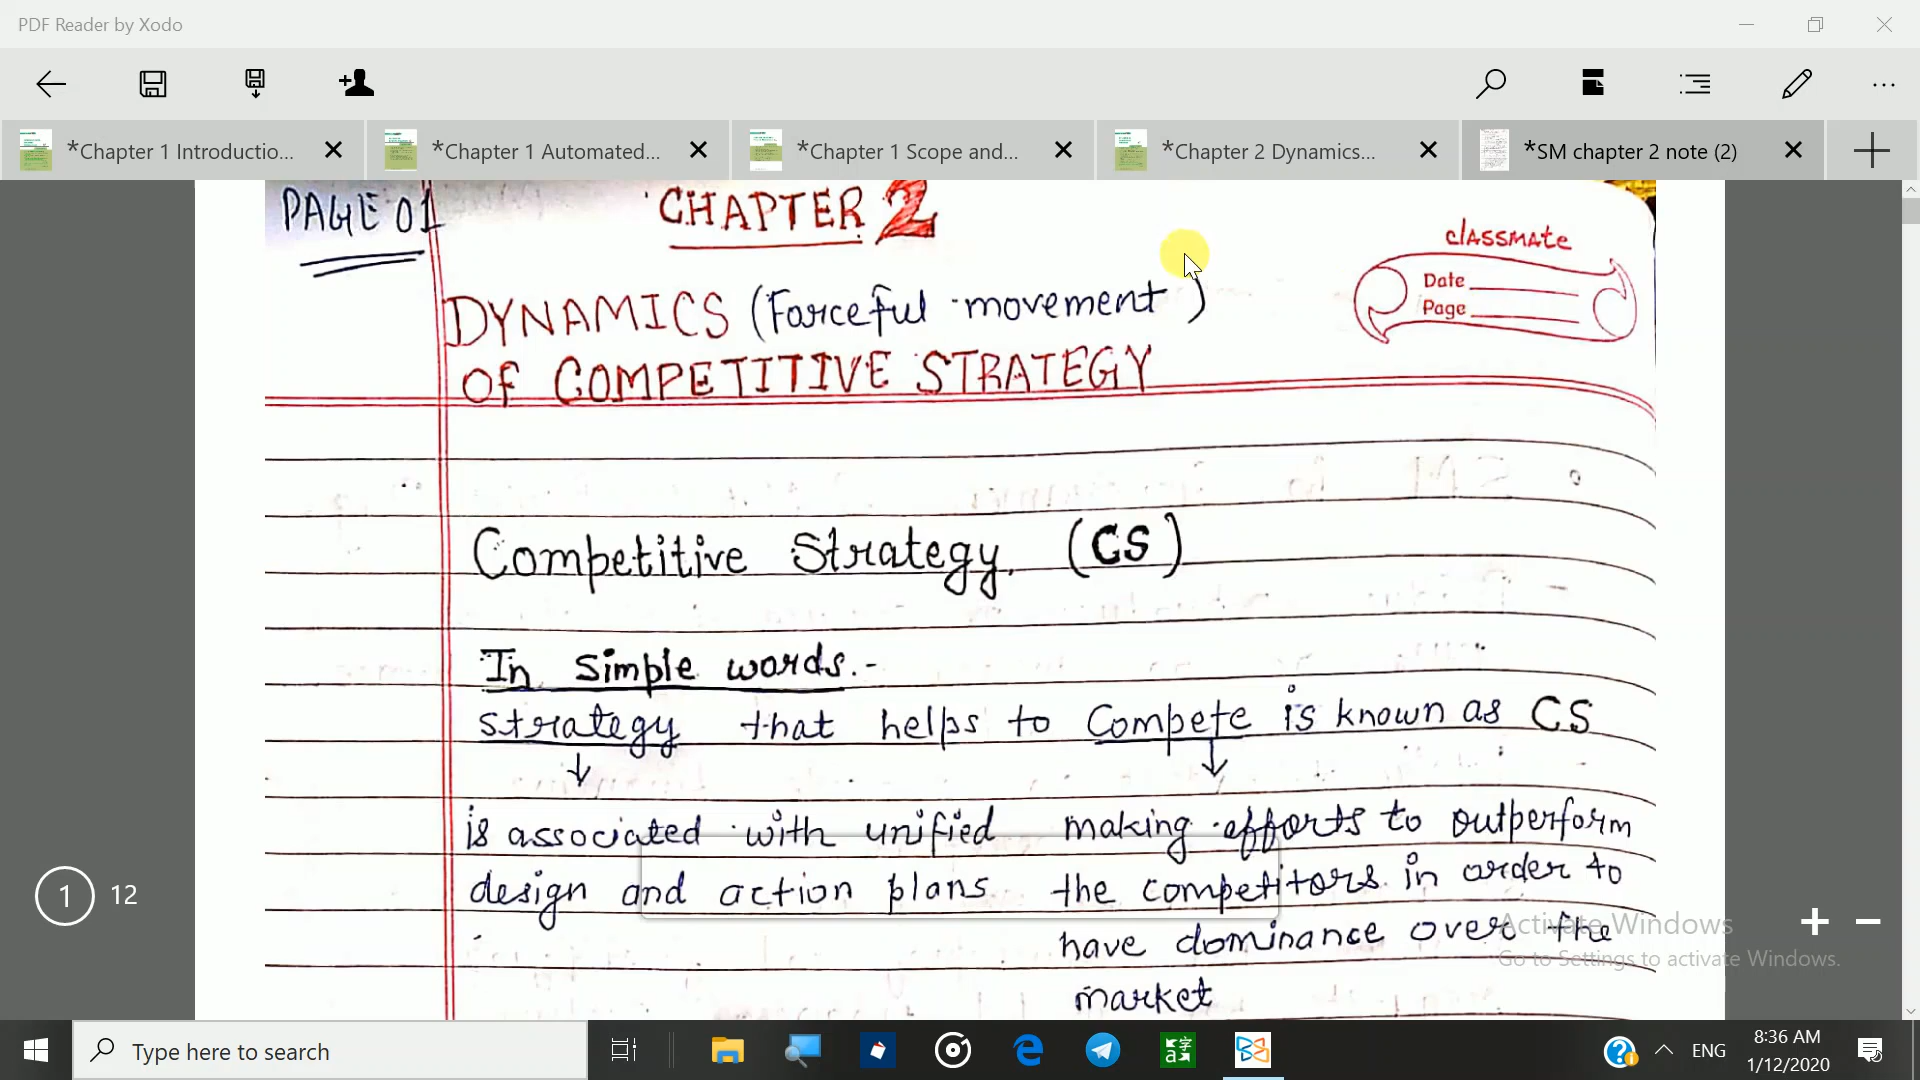 PDF Reader by Xodo
*Chapter 1 Introductio...
*Chapter 1 Automated...
*Chapter 1 Scope and...
*Chapter 2 Dynamics...
*SM chapter 2 note (2)
PAGE 01
CHAPTER 2
classmate
Date
Page
DYNAMICS (Forceful movement)
OF COMPETITIVE STRATEGY
Competitive Strategy. (CS)
In simple words.-
strategy that helps to compete is known as CS
is associated with unified
design and action plans
making efforts to outperform
the competitors in order to
have dominance over the
market
1 12
Activate Windows
Go to Settings to activate Windows.
Type here to search
ENG
8:36 AM
1/12/2020